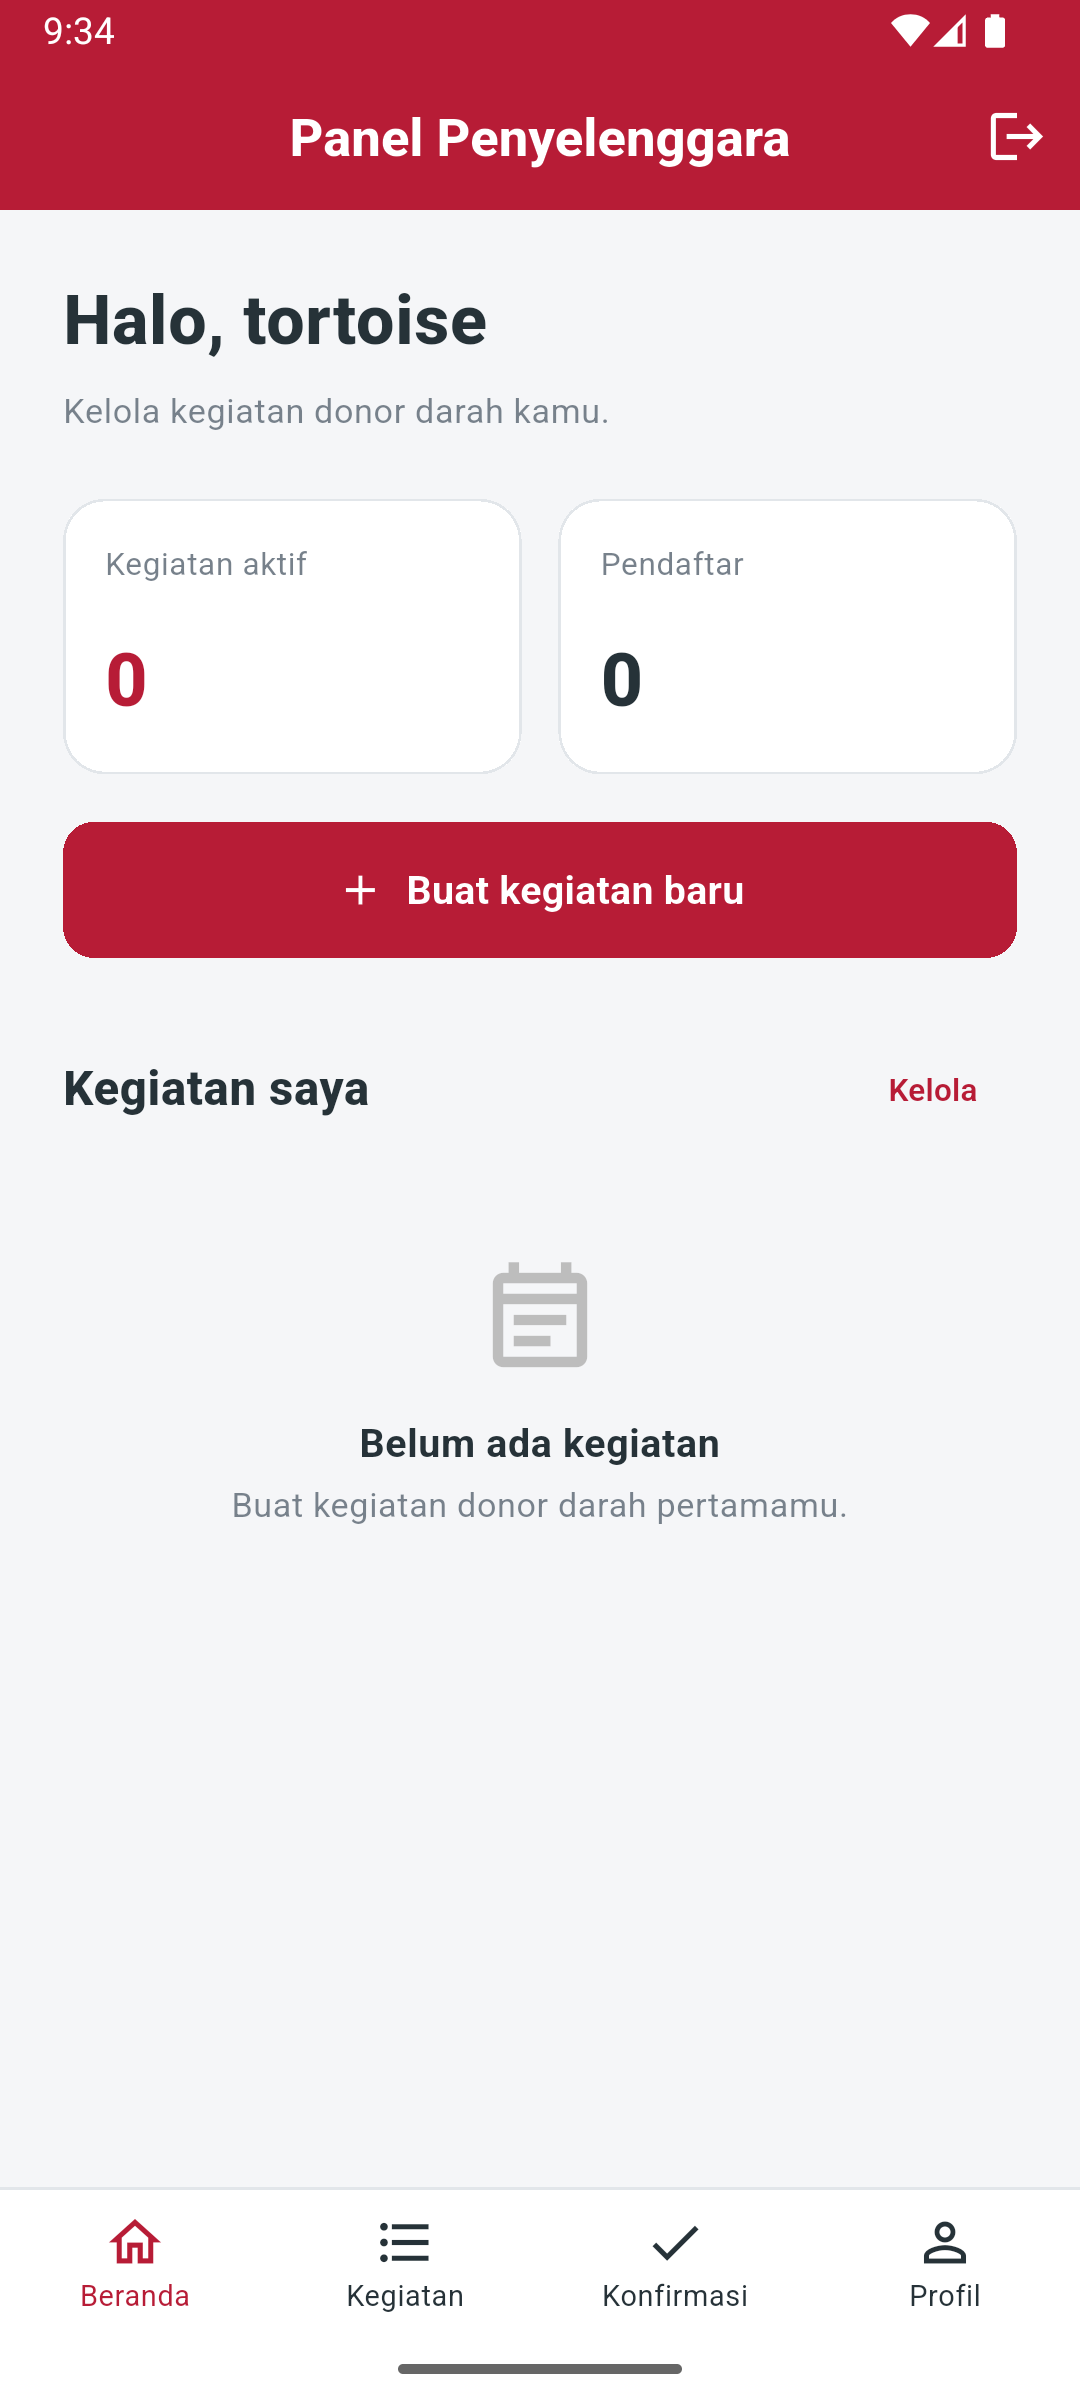 9:34
Panel Penyelenggara
Halo, tortoise
Kelola kegiatan donor darah kamu.
Kegiatan aktif
Pendaftar
0
0
Buat kegiatan baru
Kegiatan saya
Kelola
Belum ada kegiatan
Buat kegiatan donor darah pertamamu.
Beranda
Kegiatan
Konfirmasi
Profil